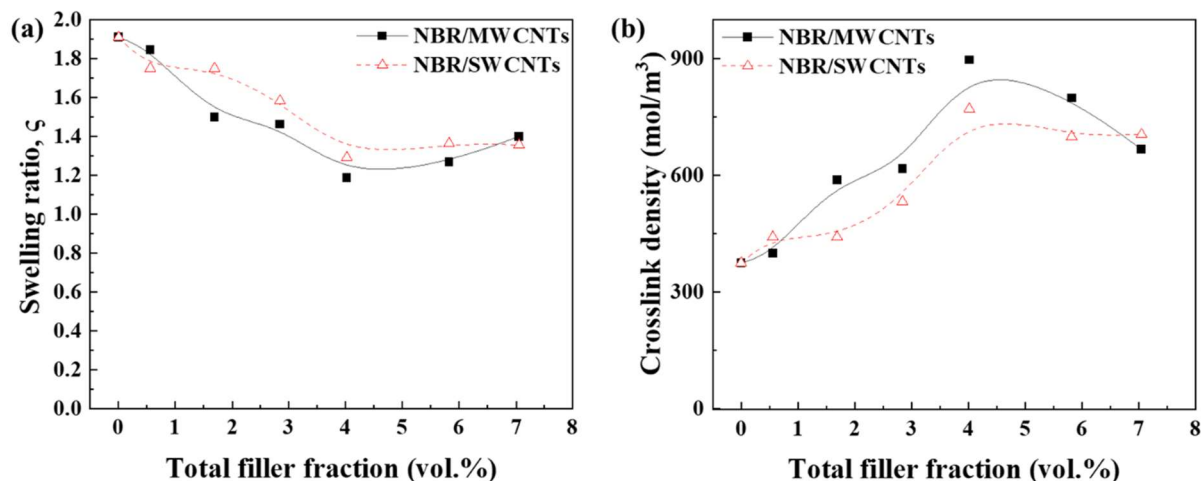 (a)
NBR/MWCNTs
NBR/SWCNTs
Swelling ratio, ς
2.0
1.8
1.6
1.4
1.2
1.0
0.8
0.6
0.4
0.2
0.0
0 1 2 3 4 5 6 7 8
Total filler fraction (vol.%)
(b)
NBR/MWCNTs
NBR/SWCNTs
Crosslink density (mol/m³)
900
600
300
0
0 1 2 3 4 5 6 7 8
Total filler fraction (vol.%)